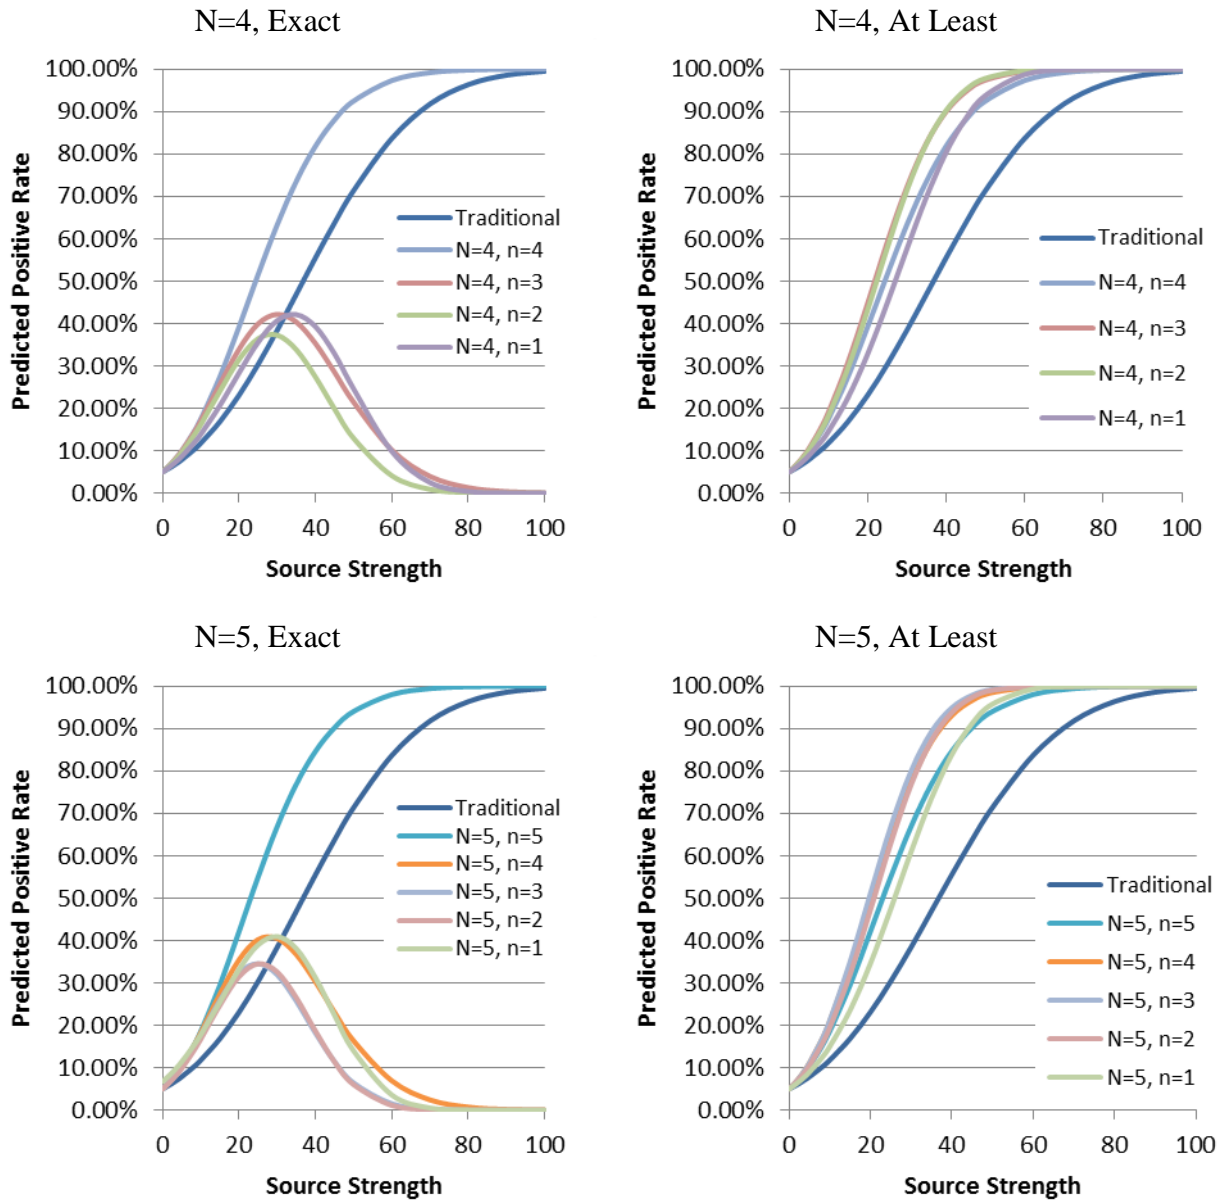 N=4, Exact
100.00%
90.00%
80.00%
70.00%
60.00%
50.00%
40.00%
30.00%
20.00%
10.00%
0.00%
Predicted Positive Rate
Traditional
N=4, n=4
N=4, n=3
N=4, n=2
N=4, n=1
0 20 40 60 80 100
Source Strength
N=4, At Least
100.00%
90.00%
80.00%
70.00%
60.00%
50.00%
40.00%
30.00%
20.00%
10.00%
0.00%
Predicted Positive Rate
Traditional
N=4, n=4
N=4, n=3
N=4, n=2
N=4, n=1
0 20 40 60 80 100
Source Strength
N=5, Exact
100.00%
90.00%
80.00%
70.00%
60.00%
50.00%
40.00%
30.00%
20.00%
10.00%
0.00%
Predicted Positive Rate
Traditional
N=5, n=5
N=5, n=4
N=5, n=3
N=5, n=2
N=5, n=1
0 20 40 60 80 100
Source Strength
N=5, At Least
100.00%
90.00%
80.00%
70.00%
60.00%
50.00%
40.00%
30.00%
20.00%
10.00%
0.00%
Predicted Positive Rate
Traditional
N=5, n=5
N=5, n=4
N=5, n=3
N=5, n=2
N=5, n=1
0 20 40 60 80 100
Source Strength